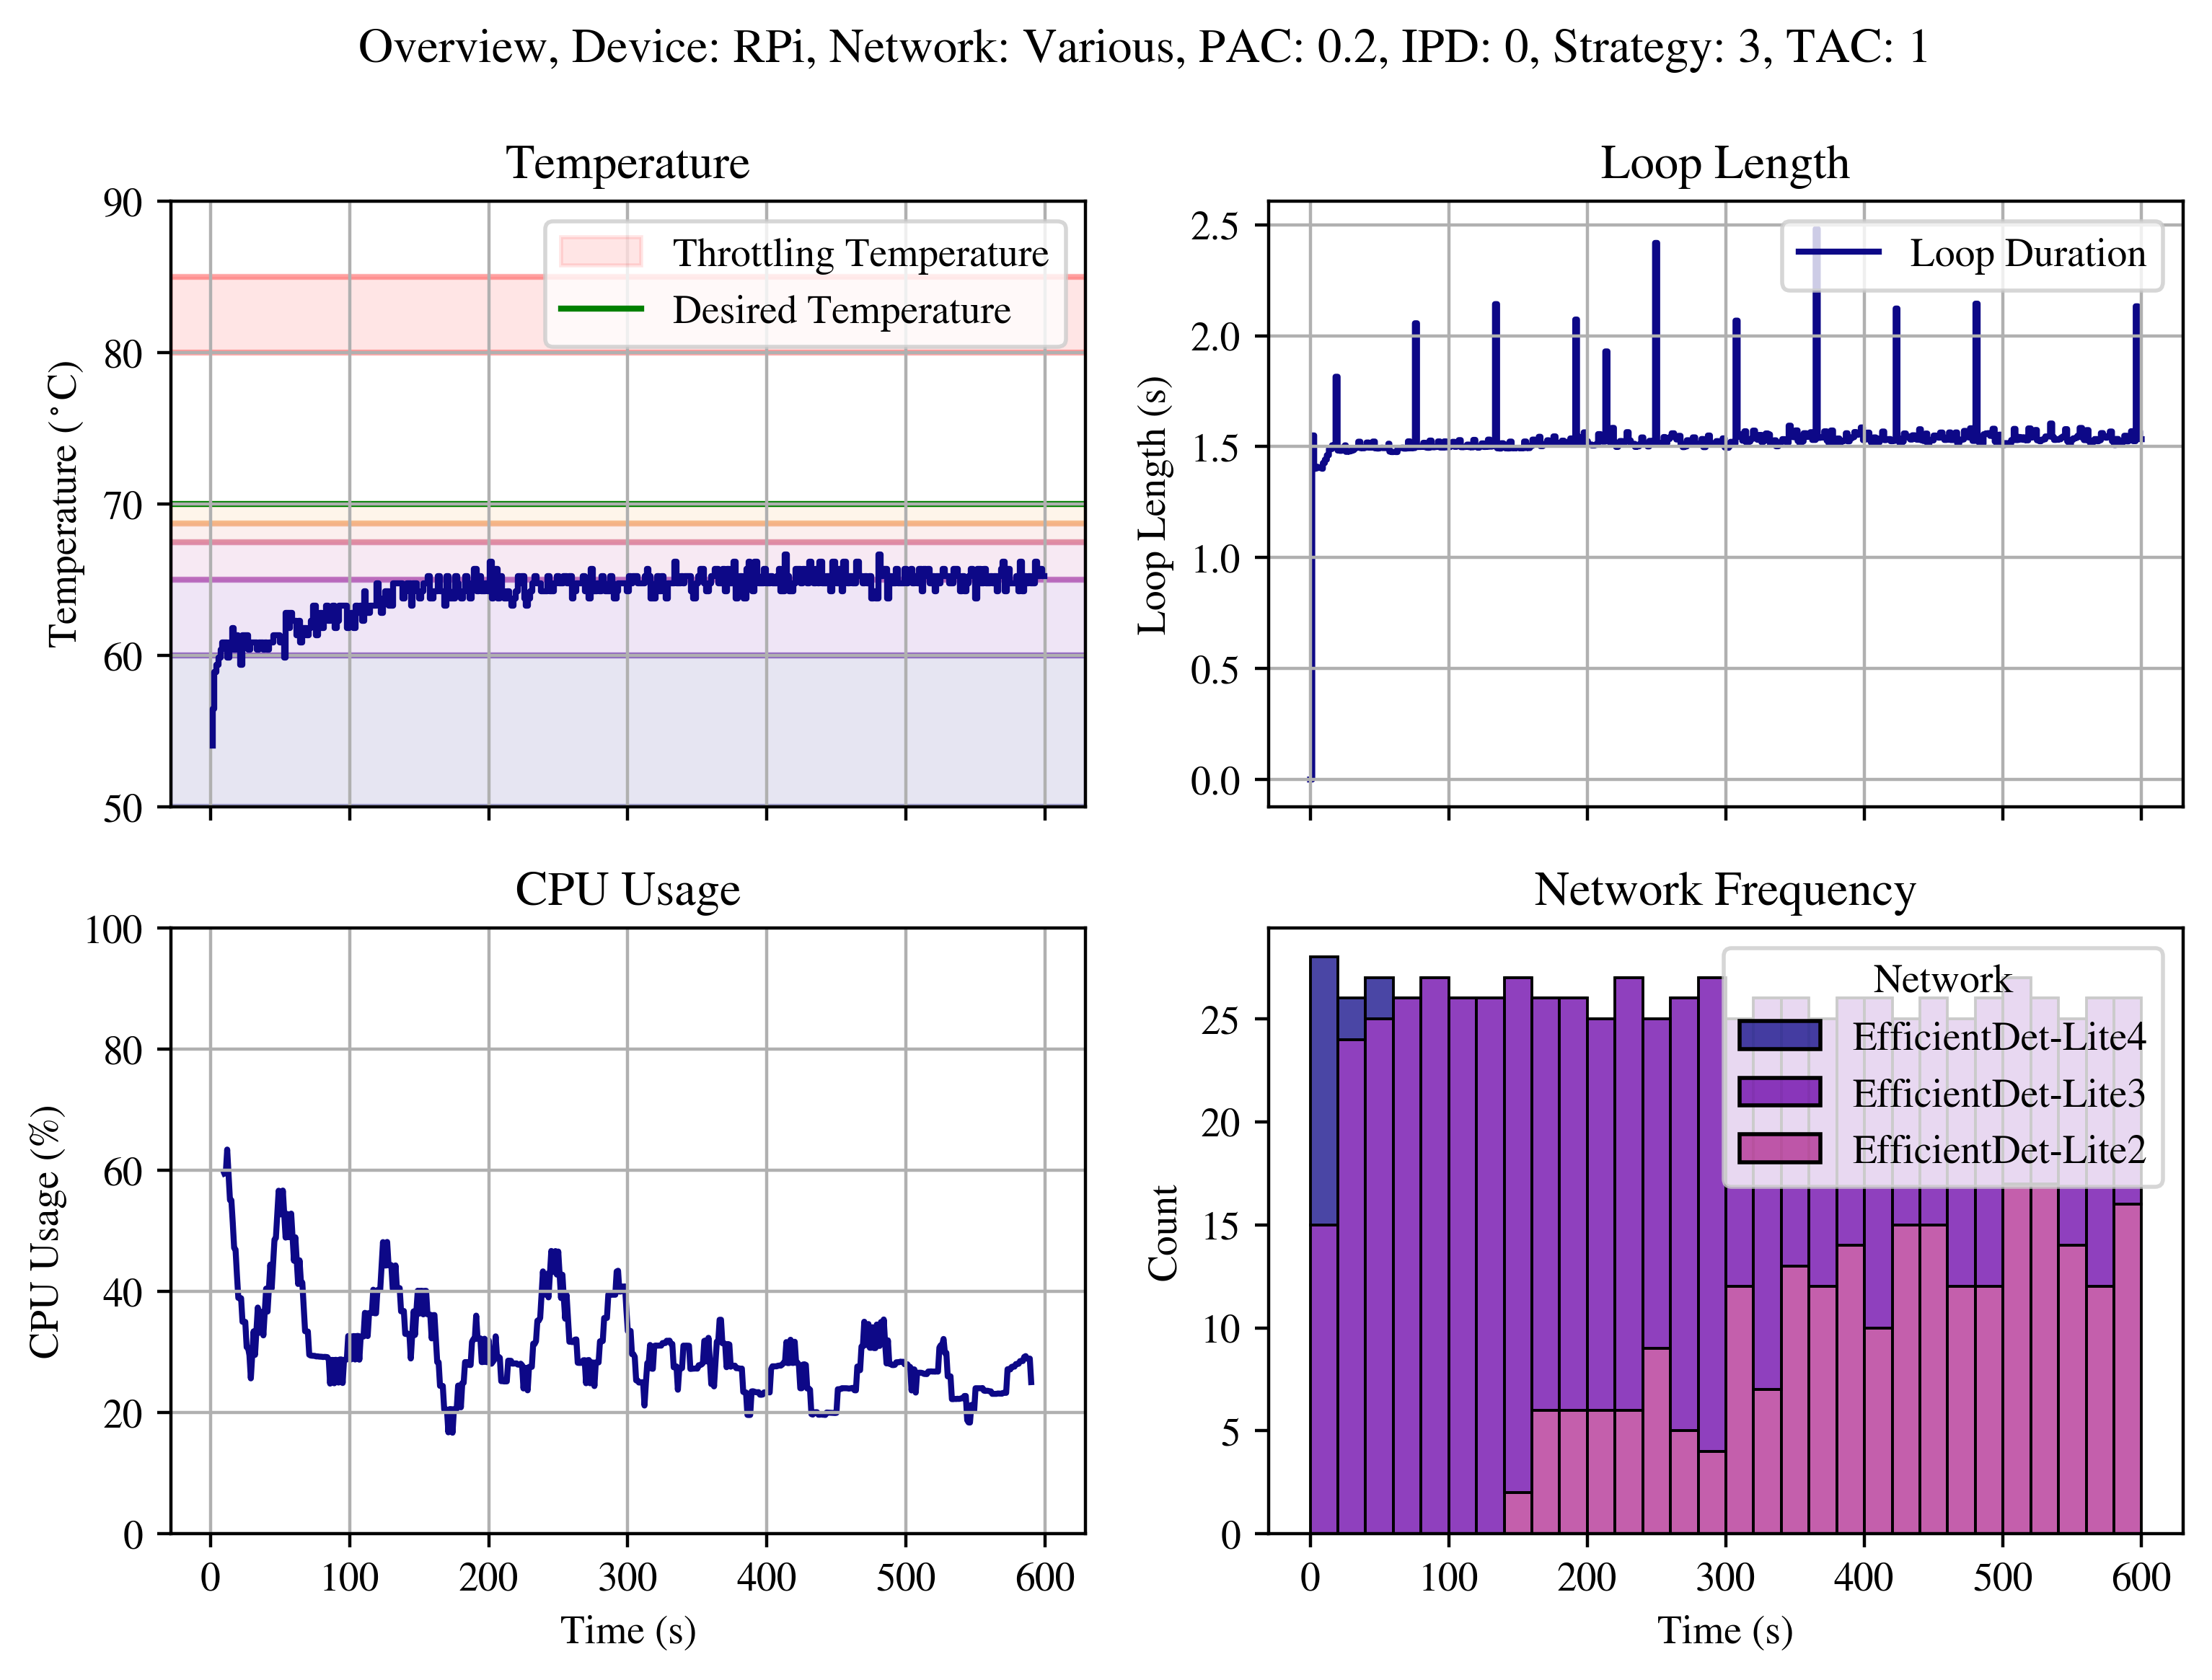 Overview, Device: RPi, Network: Various, PAC: 0.2, IPD: 0, Strategy: 3, TAC: 1
Temperature
90
80
70
60
50
Temperature (°C)
Throttling Temperature
Desired Temperature
Loop Length
2.5
2.0
1.5
1.0
0.5
0.0
Loop Length (s)
Loop Duration
CPU Usage
100
80
60
40
20
0
CPU Usage (%)
0 100 200 300 400 500 600
Time (s)
Network Frequency
25
20
15
10
5
0
Count
Network
EfficientDet-Lite4
EfficientDet-Lite3
EfficientDet-Lite2
0 100 200 300 400 500 600
Time (s)